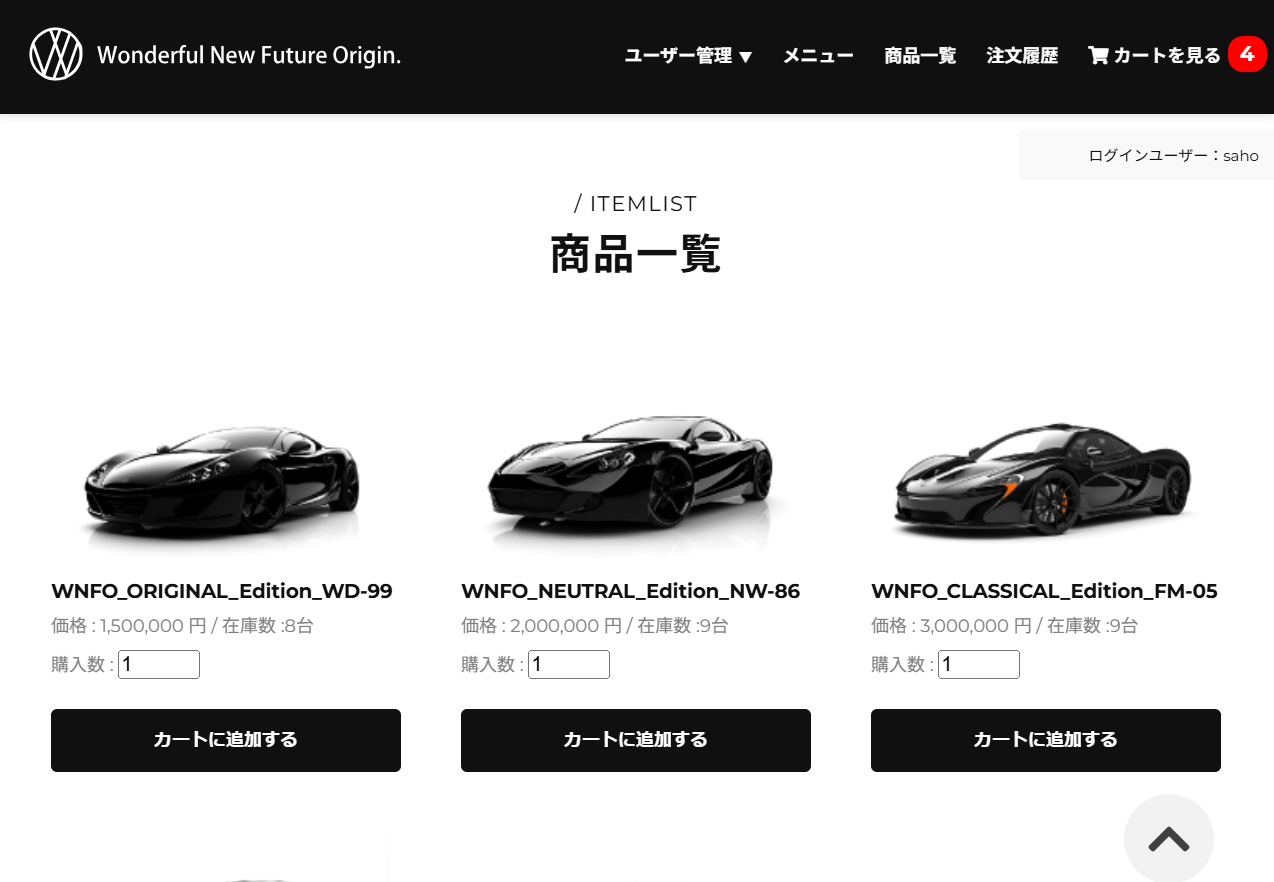 Wonderful New Future Origin.
ユーザー管理 ▼ メニュー 商品一覧 注文履歴 カートを見る 4
ログインユーザー：saho
/ ITEMLIST
商品一覧
WNFO_ORIGINAL_Edition_WD-99
価格 : 1,500,000 円 / 在庫数 :8台
購入数 : 1
カートに追加する
WNFO_NEUTRAL_Edition_NW-86
価格 : 2,000,000 円 / 在庫数 :9台
購入数 : 1
カートに追加する
WNFO_CLASSICAL_Edition_FM-05
価格 : 3,000,000 円 / 在庫数 :9台
購入数 : 1
カートに追加する